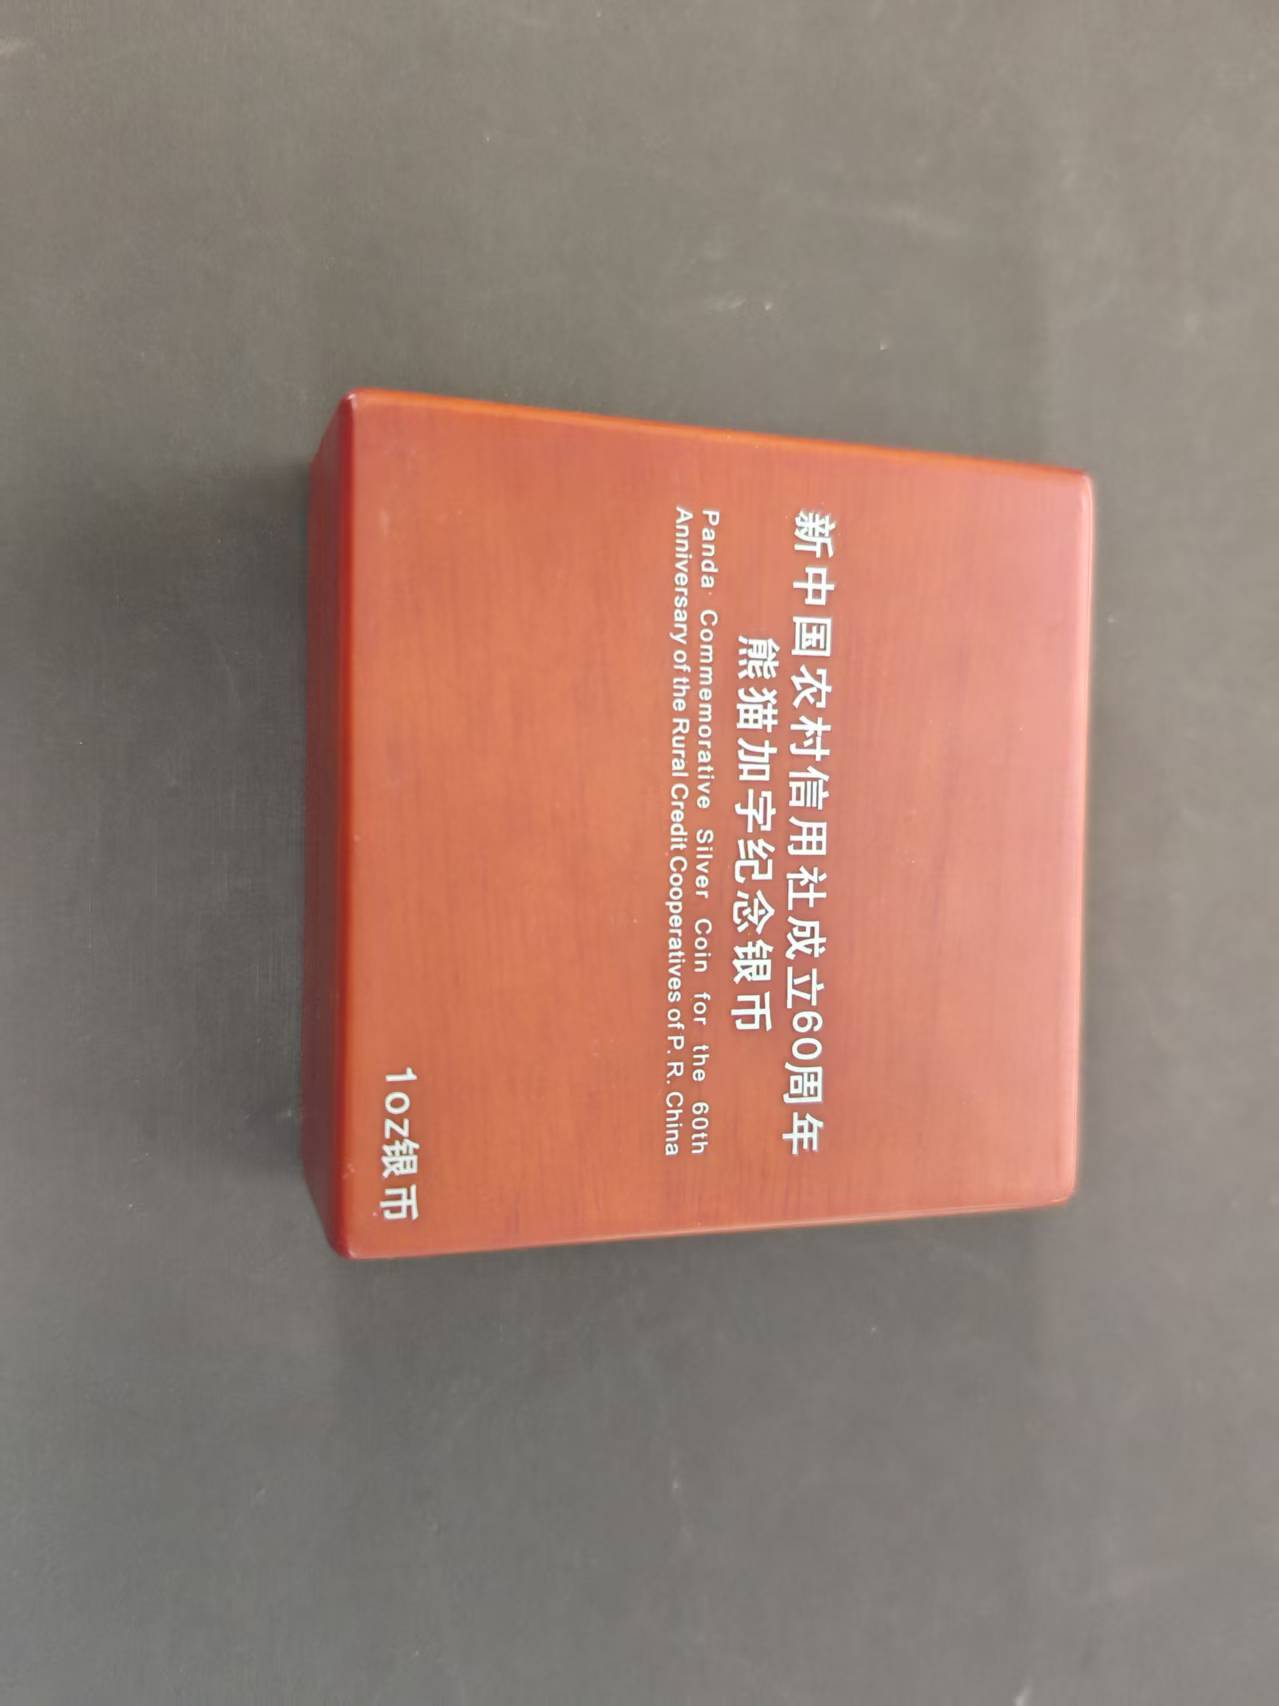 新中国农村信用社成立60周年
熊猫加字纪念银币
Panda Commemorative Silver Coin for the 60th
Anniversary of the Rural Credit Cooperatives of P. R. China
1oz银币